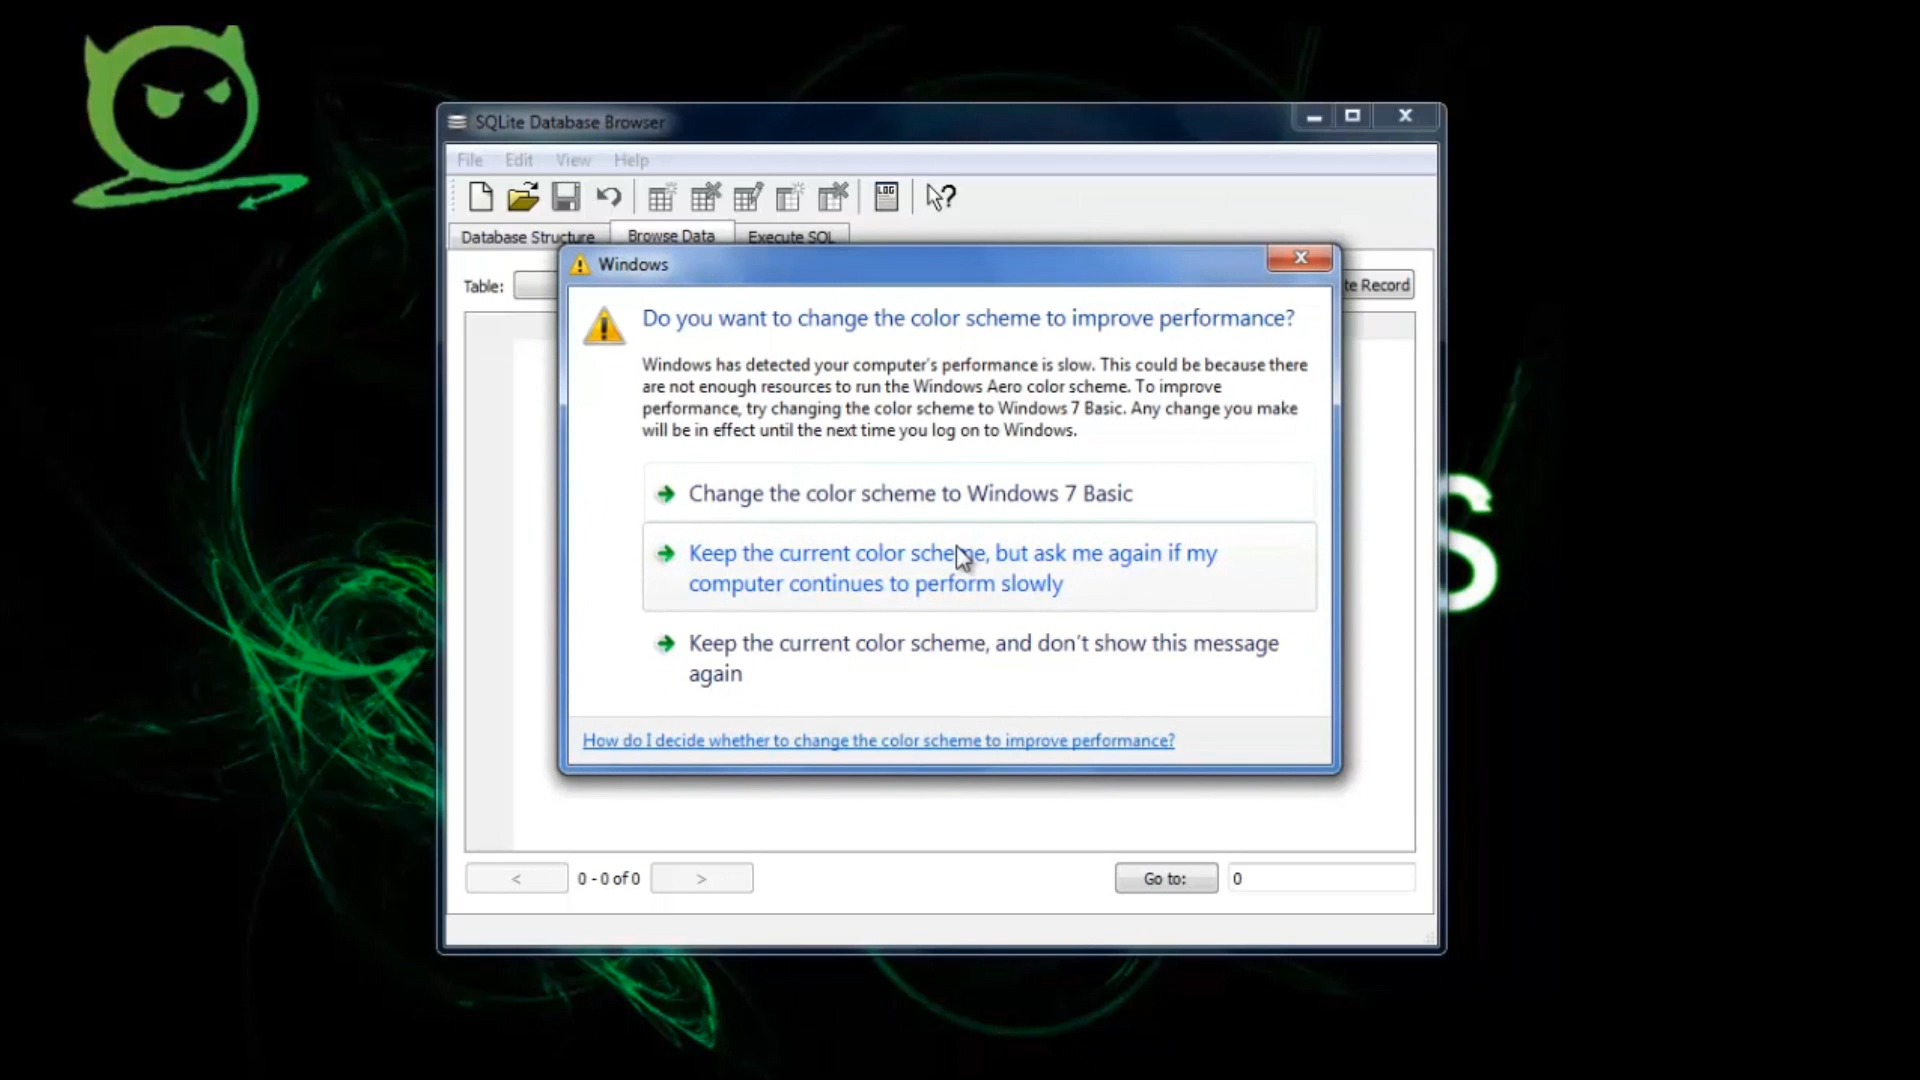 SQLite Database Browser
File Edit View Help
LOG
Database Structure Browse Data Execute SQL
Windows
Table:
te Record
Do you want to change the color scheme to improve performance?
Windows has detected your computer's performance is slow. This could be because there
are not enough resources to run the Windows Aero color scheme. To improve
performance, try changing the color scheme to Windows 7 Basic. Any change you make
will be in effect until the next time you log on to Windows.
Change the color scheme to Windows 7 Basic
Keep the current color scheme, but ask me again if my
computer continues to perform slowly
Keep the current color scheme, and don't show this message
again
How do I decide whether to change the color scheme to improve performance?
S
< 0 - 0 of 0 > Go to: 0